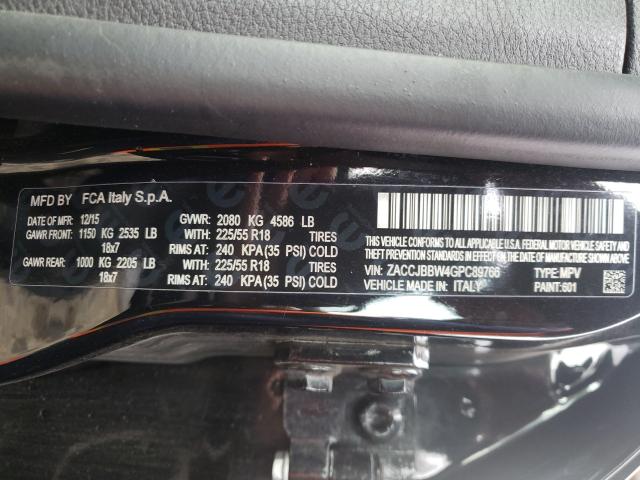 MFD BY FCA Italy S.p.A.
DATE OF MFR: 12/15 GVWR: 2080 KG 4586 LB
GAWR FRONT: 1150 KG 2535 LB WITH: 225/55 R18 TIRES
18x7 RIMS AT: 240 KPA (35 PSI) COLD
GAWR REAR: 1000 KG 2205 LB WITH: 225/55 R18 TIRES
18x7 RIMS AT: 240 KPA (35 PSI) COLD
THIS VEHICLE CONFORMS TO ALL APPLICABLE U.S.A. FEDERAL MOTOR VEHICLE SAFETY
BUMPER AND THEFT PREVENTION STANDARDS IN EFFECT ON THE DATE OF MANUFACTURE SHOWN ABOVE.
VIN: ZACCJBBW4GPC89766 TYPE: MPV
VEHICLE MADE IN: ITALY PAINT: 601